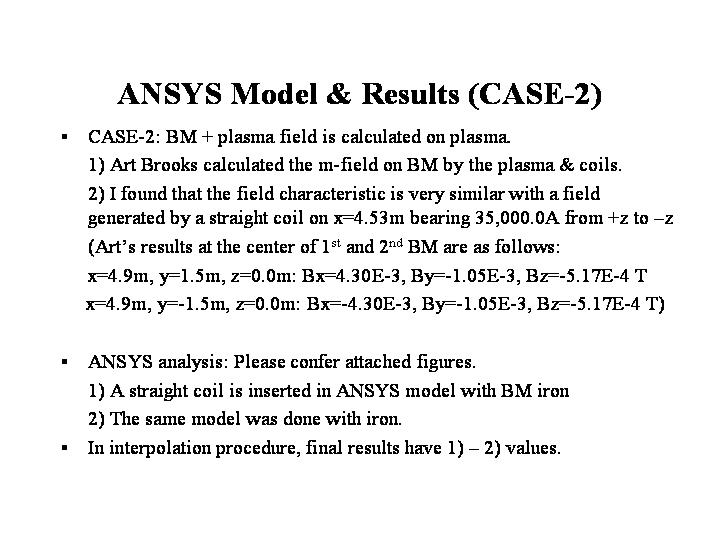 ANSYS Model & Results (CASE-2)
▪ CASE-2: BM + plasma field is calculated on plasma.
1) Art Brooks calculated the m-field on BM by the plasma & coils.
2) I found that the field characteristic is very similar with a field
generated by a straight coil on x=4.53m bearing 35,000.0A from +z to –z
(Art’s results at the center of 1st and 2nd BM are as follows:
x=4.9m, y=1.5m, z=0.0m: Bx=4.30E-3, By=-1.05E-3, Bz=-5.17E-4 T
x=4.9m, y=-1.5m, z=0.0m: Bx=-4.30E-3, By=-1.05E-3, Bz=-5.17E-4 T)
▪ ANSYS analysis: Please confer attached figures.
1) A straight coil is inserted in ANSYS model with BM iron
2) The same model was done with iron.
▪ In interpolation procedure, final results have 1) – 2) values.